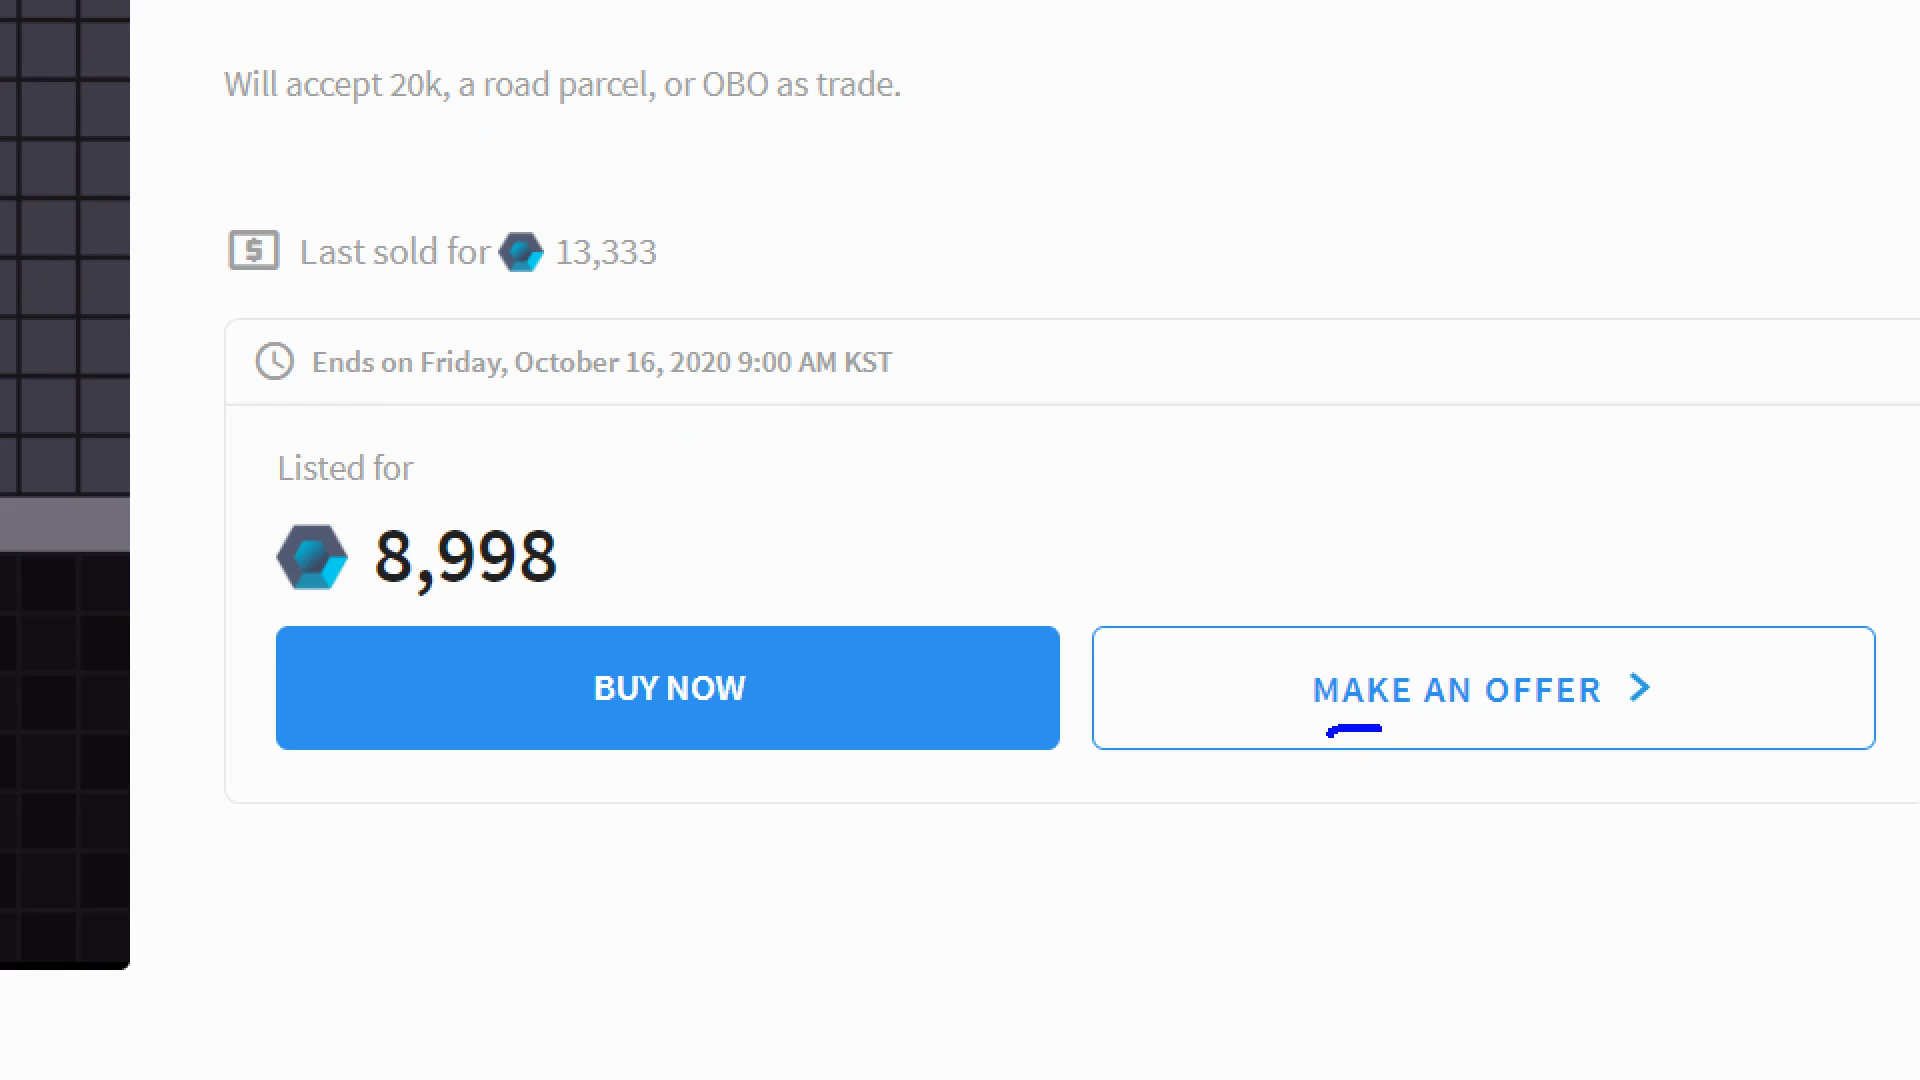 Will accept 20k, a road parcel, or OBO as trade.
Last sold for 13,333
Ends on Friday, October 16, 2020 9:00 AM KST
Listed for
8,998
BUY NOW
MAKE AN OFFER